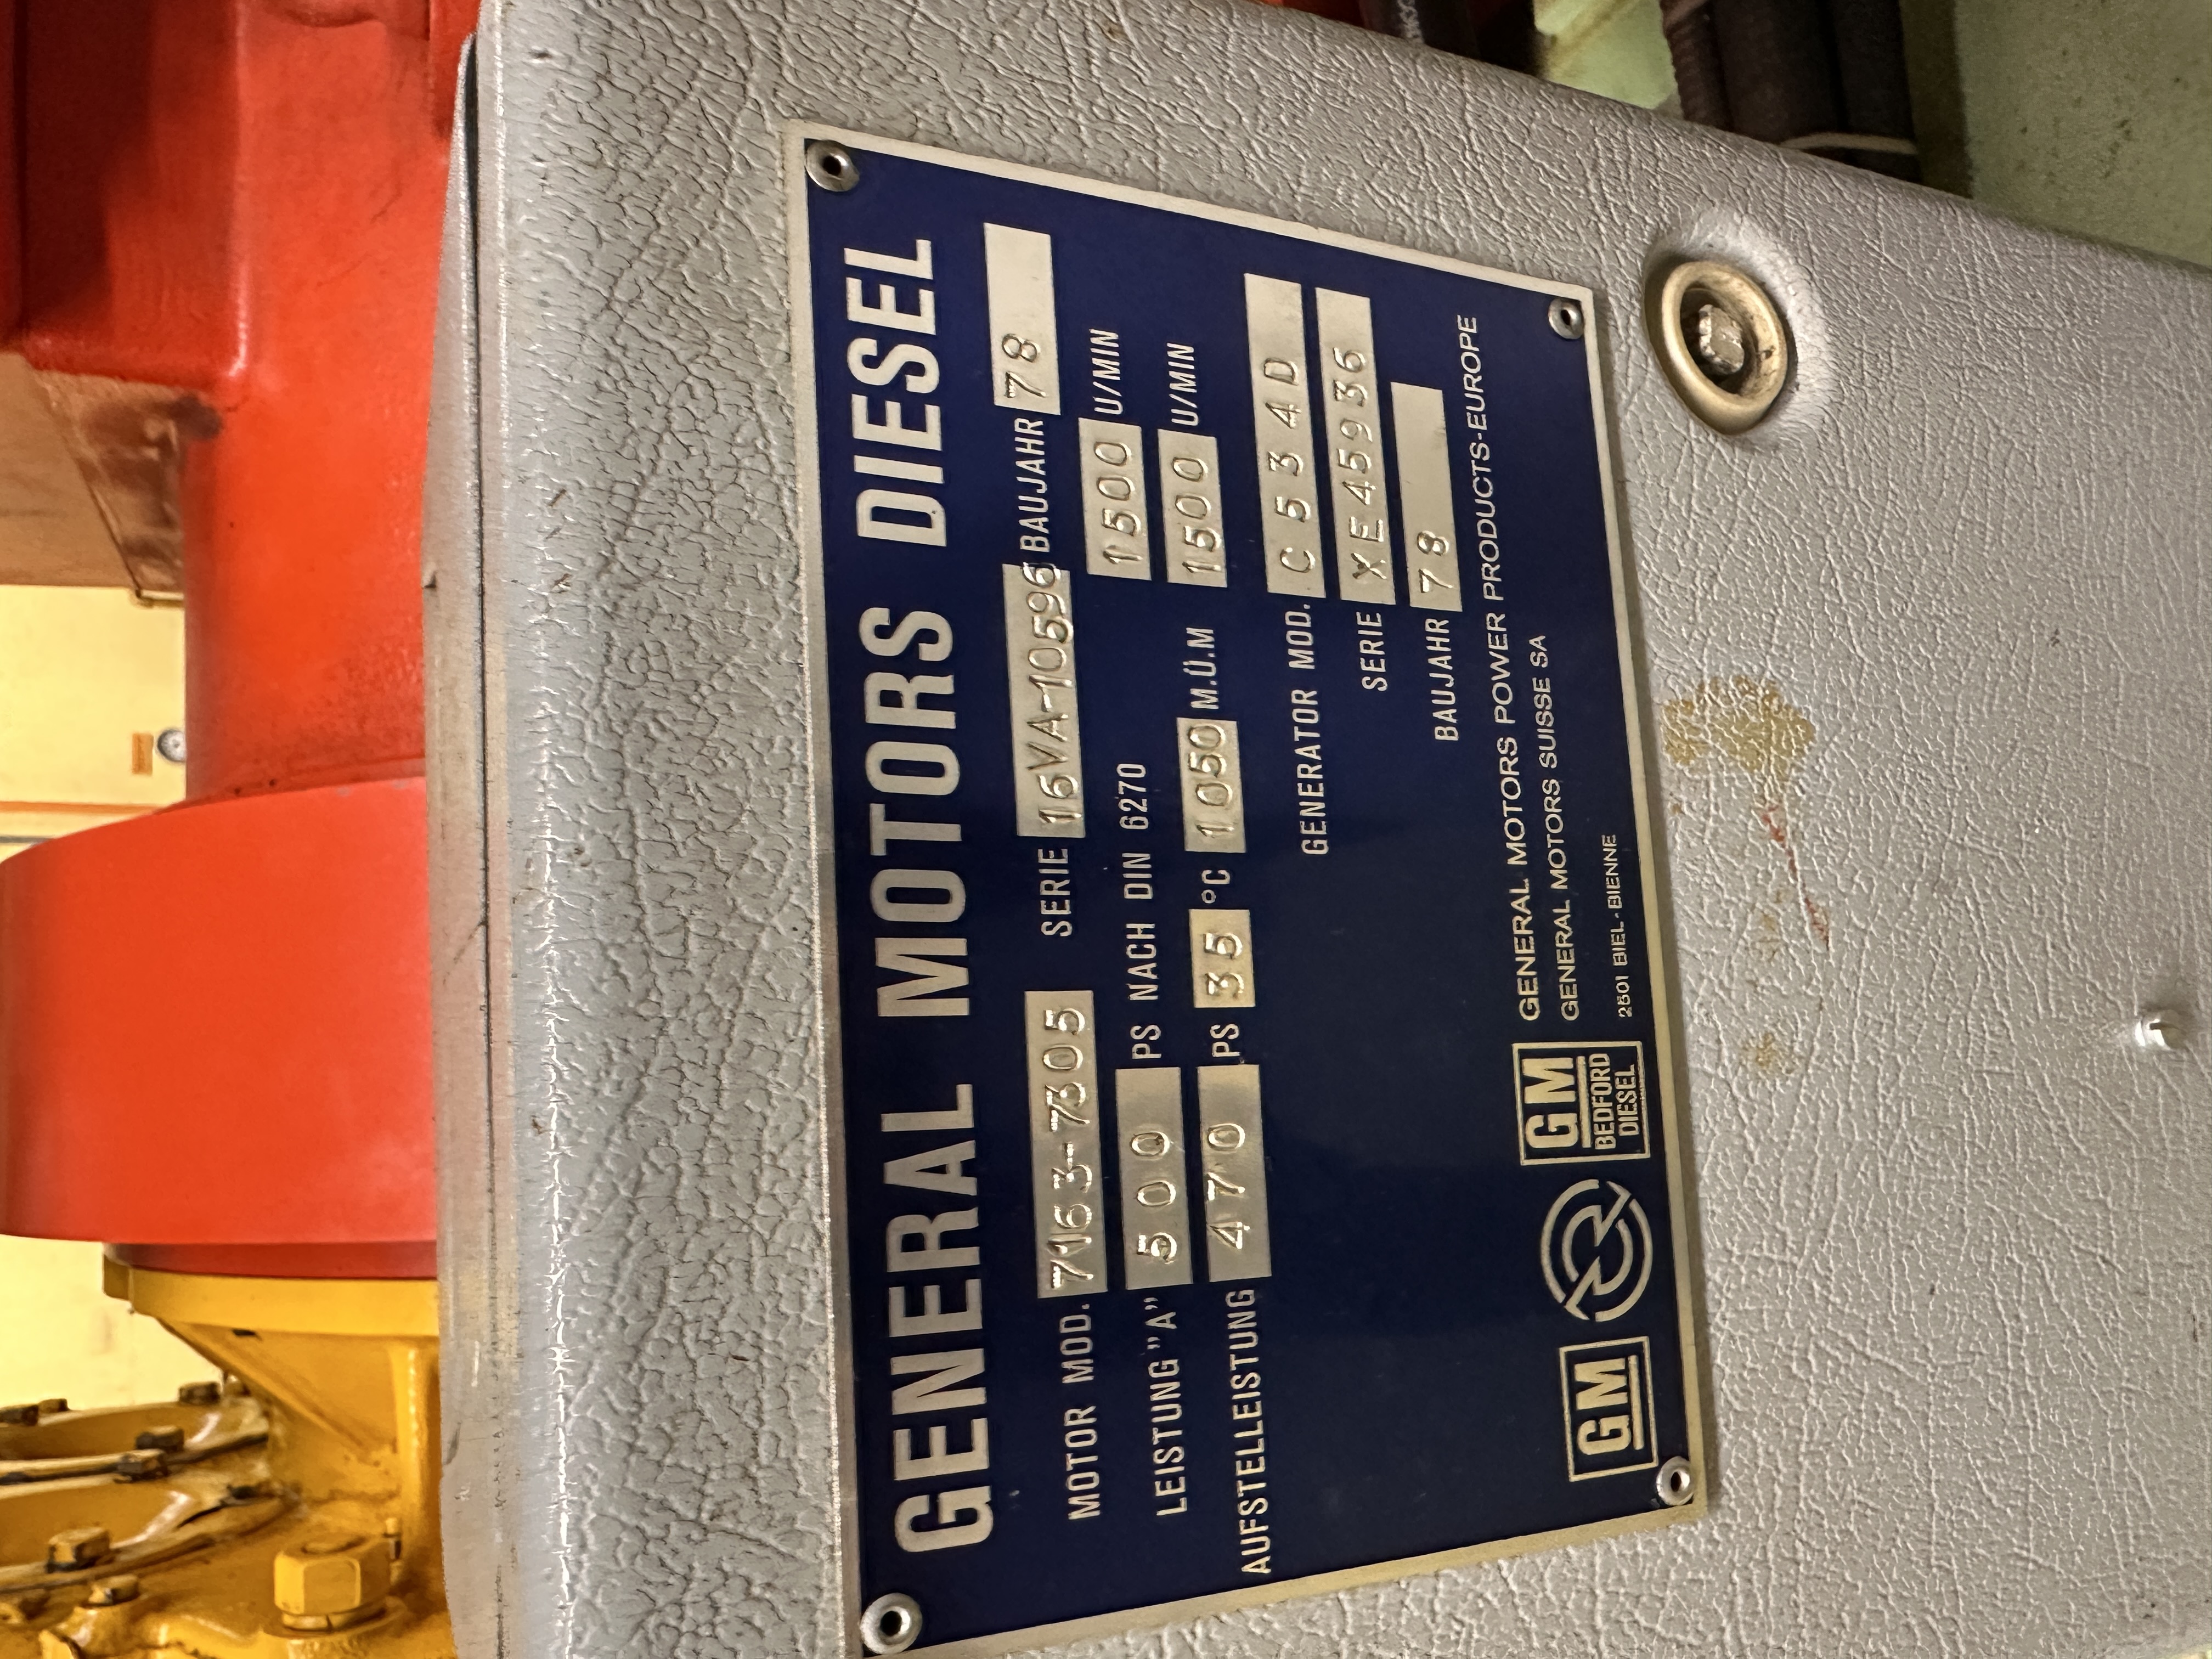 GENERAL MOTORS DIESEL
MOTOR MOD. 7163-7305 SERIE 16VA-10596 BAUJAHR 78
LEISTUNG "A" 500 PS NACH DIN 6270 1500 U/MIN
AUFSTELLEISTUNG 470 PS 35 °C 1050 M.Ü.M 1500 U/MIN
GENERATOR MOD. C 534D
SERIE XE45936
BAUJAHR 78
GM
GM BEDFORD DIESEL
GENERAL MOTORS POWER PRODUCTS-EUROPE
GENERAL MOTORS SUISSE SA
2501 BIEL-BIENNE